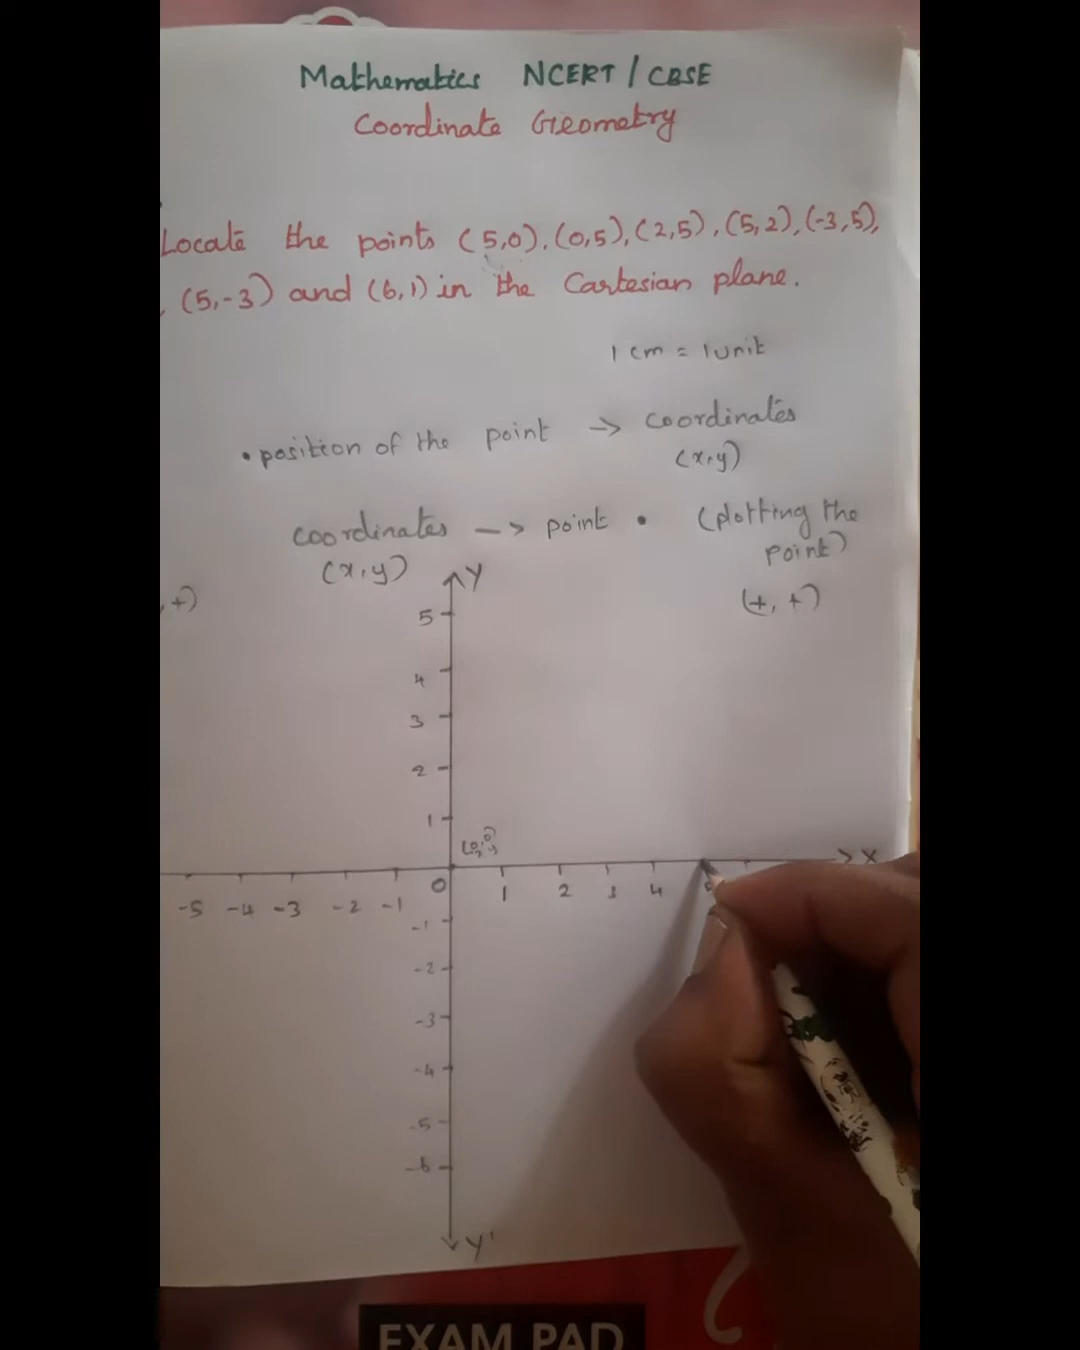 Mathematics NCERT / CBSE
Coordinate Geometry
Locate the points (5,0), (0,5), (2,5), (5,2), (-3,5),
, (5,-3) and (6,1) in the Cartesian plane.
1 cm = 1 unit
• position of the point -> coordinates
(x,y)
coordinates -> point • (plotting the
point)
(x,y)
Y
,+)
(+,+)
5
4
3
2
1
(0,0)
X
O
1 2 3 4
-5 -4 -3 -2 -1
-1
-2
-3
-4
-5
-6
Y'
EXAM PAD